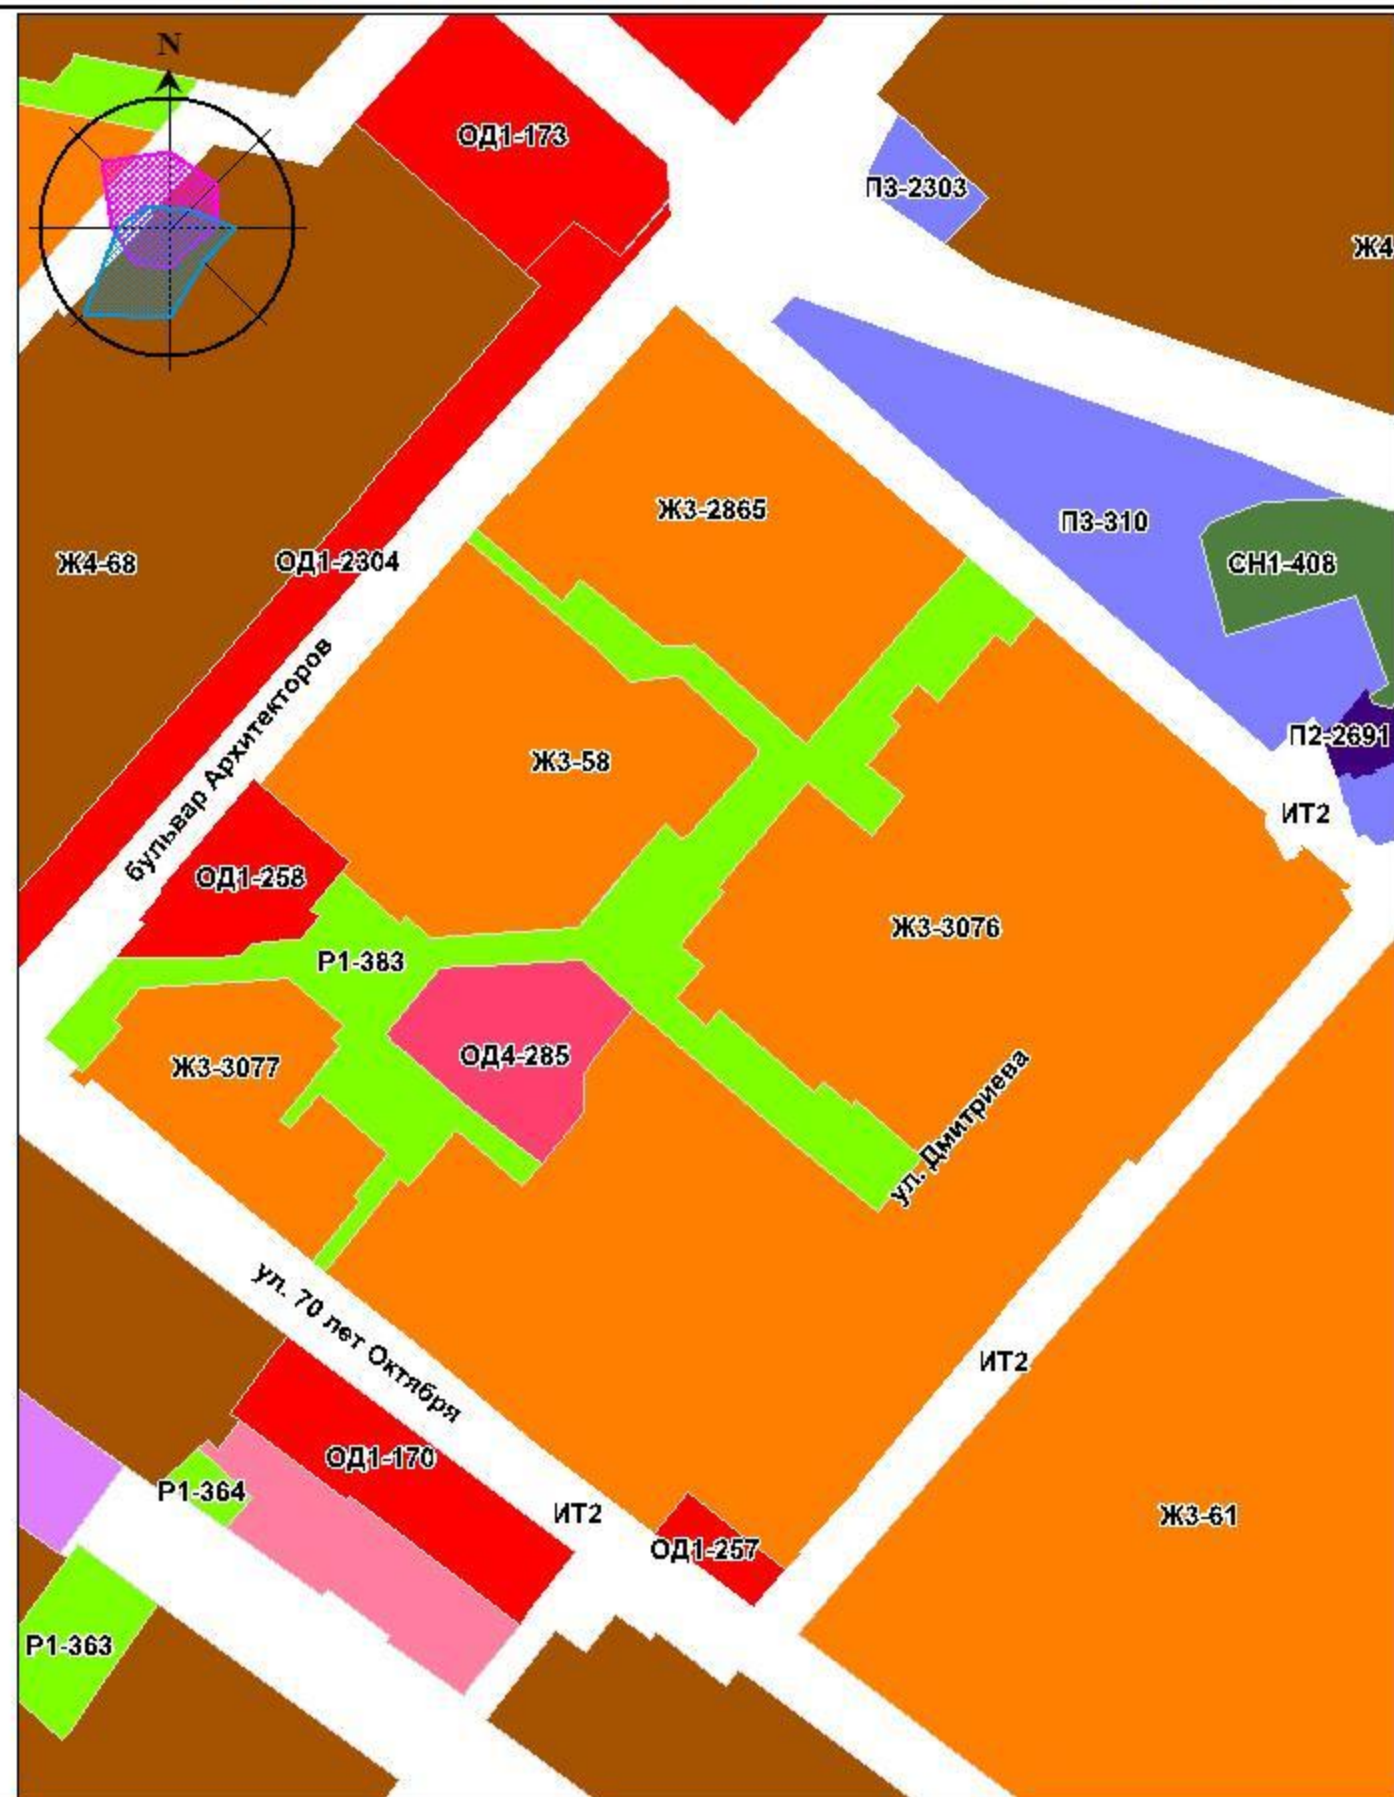 N
ОД1-173
П3-2303
Ж4
Ж3-2865
П3-310
Ж4-68
ОД1-2304
СН1-408
бульвар Архитекторов
Ж3-58
П2-2691
ИТ2
ОД1-258
Ж3-3076
Р1-383
Ж3-3077
ОД4-285
ул. Дмитриева
ул. 70 лет Октября
ИТ2
ОД1-170
Р1-364
ИТ2
Ж3-61
ОД1-257
Р1-363